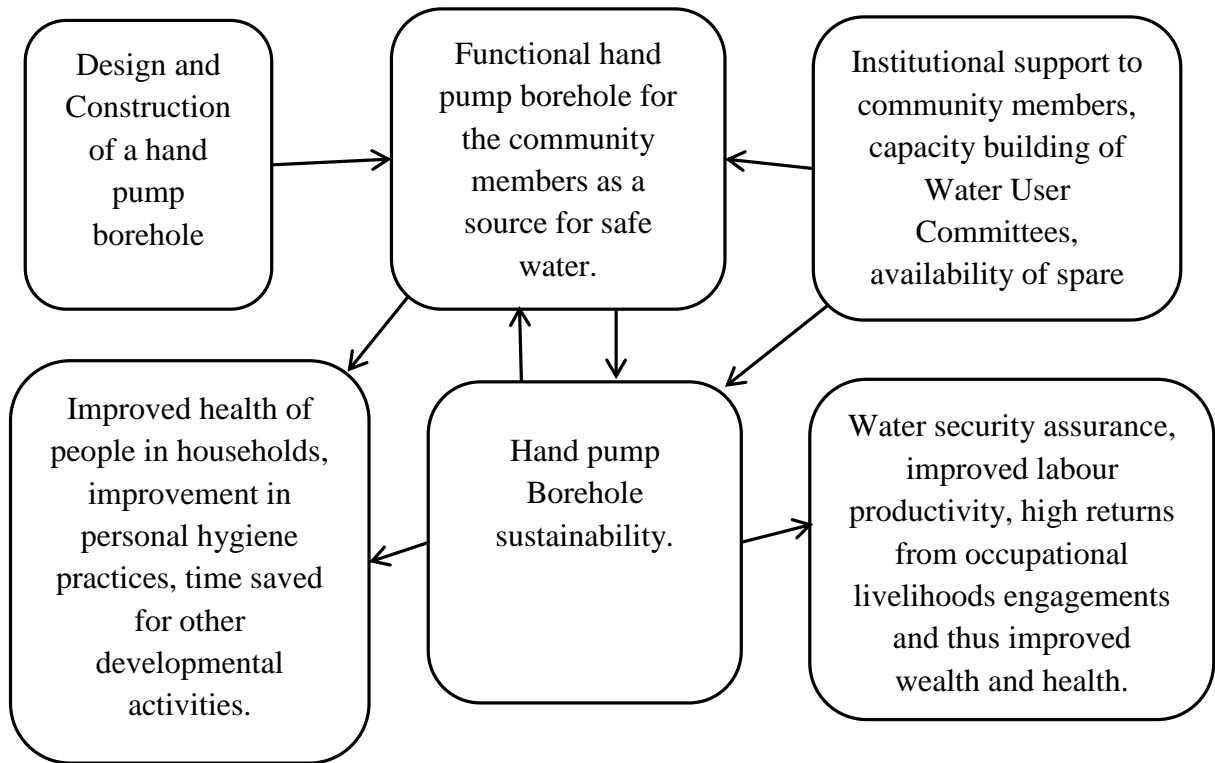 Design and
Construction
of a hand
pump
borehole
Functional hand
pump borehole for
the community
members as a
source for safe
water.
Institutional support to
community members,
capacity building of
Water User
Committees,
availability of spare
Improved health of
people in households,
improvement in
personal hygiene
practices, time saved
for other
developmental
activities.
Hand pump
Borehole
sustainability.
Water security assurance,
improved labour
productivity, high returns
from occupational
livelihoods engagements
and thus improved
wealth and health.